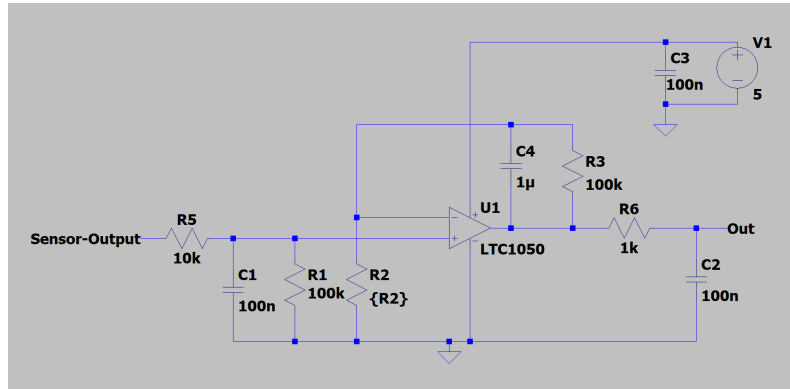 V1
C3
100n
5
C4
1µ
R3
100k
U1
LTC1050
R6
1k
Out
R5
10k
Sensor-Output
C1
100n
R1
100k
R2
{R2}
C2
100n